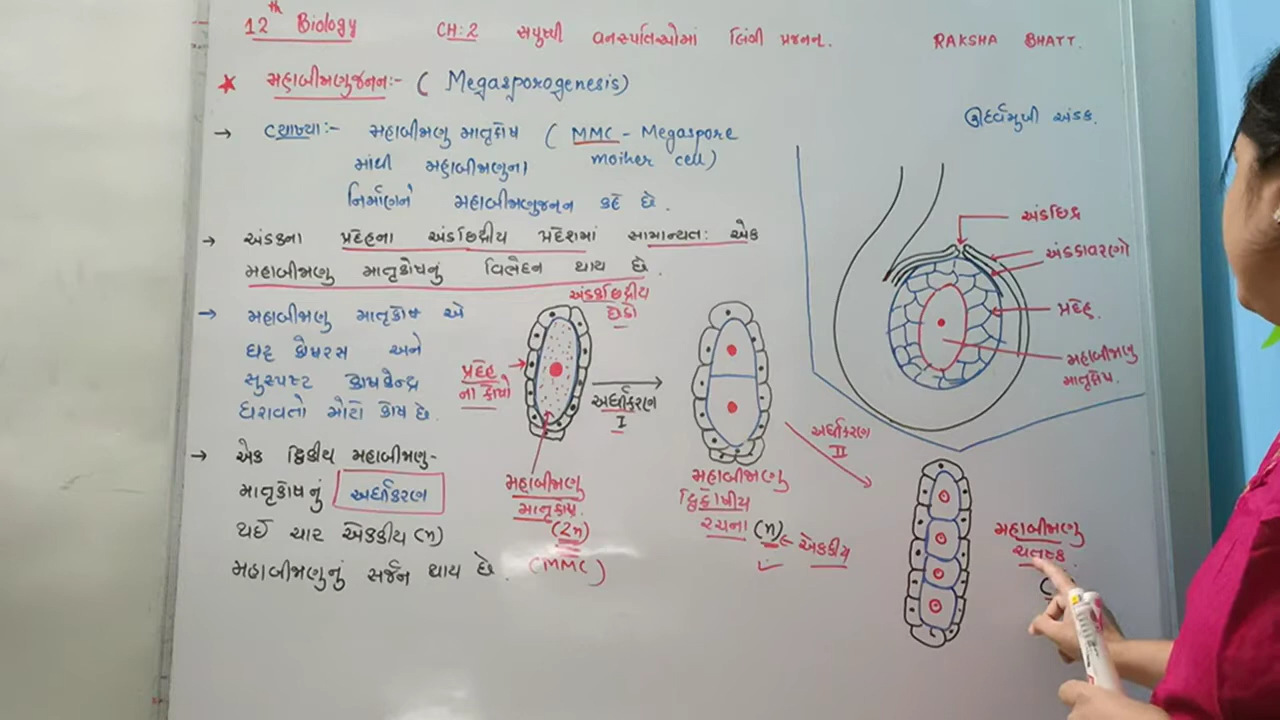 12th Biology CH:2 સપુષ્પી વનસ્પતિઓમાં લિંગી પ્રજનન. RAKSHA BHATT.
★ મહાબીજાણુજનન:- ( Megasporogenesis)
→ વ્યાખ્યા:- મહાબીજાણુ માતૃકોષ ( MMC - Megaspore
mother cell)
માંથી મહાબીજાણુના
નિર્માણને મહાબીજાણુજનન કહે છે.
→ અંડકના પ્રદેહના અંડછિદ્રીય પ્રદેશમાં સામાન્યતઃ એક
મહાબીજાણુ માતૃકોષનું વિભેદન થાય છે.
→ મહાબીજાણુ માતૃકોષ એ
ઘટ્ટ કોષરસ અને
સુસ્પષ્ટ કોષકેન્દ્ર
ધરાવતો મોટો કોષ છે.
→ એક દ્વિકીય મહાબીજાણુ-
માતૃકોષનું અર્ધીકરણ
થઈ ચાર એકકીય (n)
મહાબીજાણુનું સર્જન થાય છે.
અંડકછિદ્રીય
છેડો
પ્રદેહ
ના કોષો
મહાબીજાણુ
માતૃકોષ
(2n)
(MMC)
અર્ધીકરણ
I
મહાબીજાણુ
દ્વિકોષીય
રચના (n) ← એકકીય
અર્ધીકરણ
II
મહાબીજાણુ
ચતુષ્ક
(
ઊર્ધ્વમુખી અંડક.
અંડછિદ્ર
અંડકાવરણો
પ્રદેહ.
મહાબીજાણુ
માતૃકોષ.